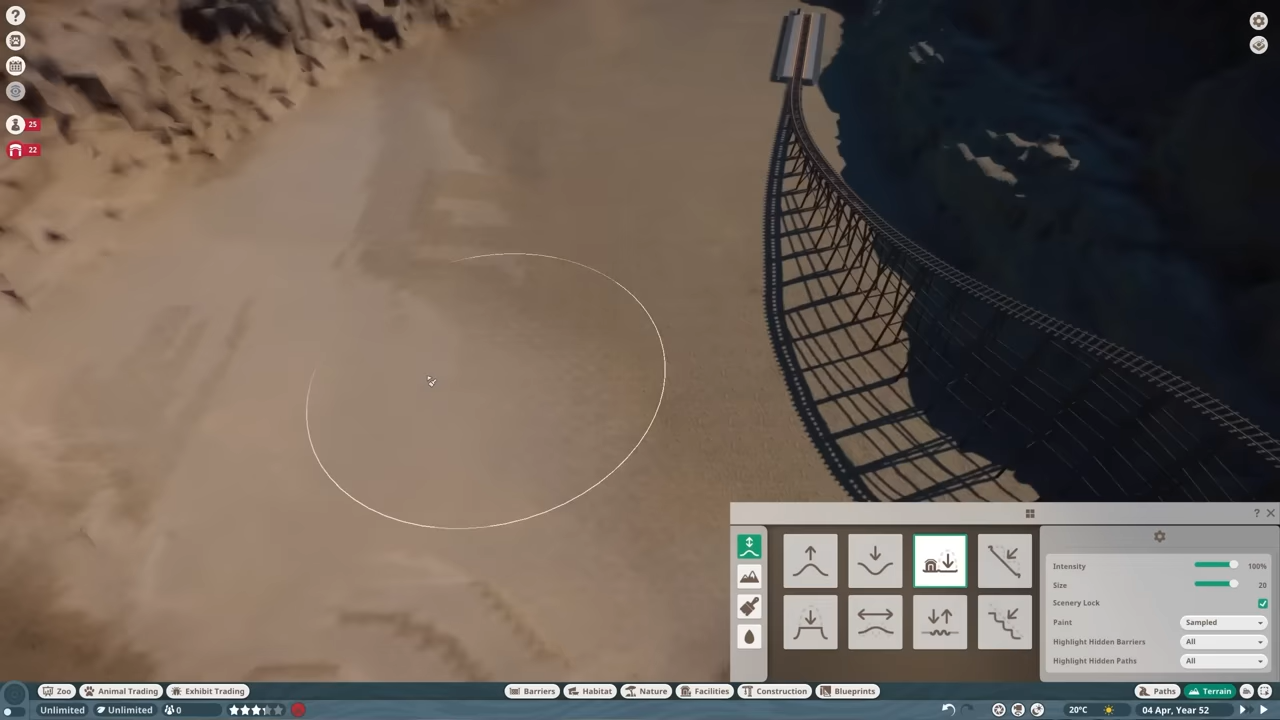 ?
25
22
? ×
Intensity 100%
Size 20
Scenery Lock
Paint Sampled
Highlight Hidden Barriers All
Highlight Hidden Paths All
Zoo Animal Trading Exhibit Trading Barriers Habitat Nature Facilities Construction Blueprints Paths Terrain
Unlimited Unlimited 0 20°C 04 Apr, Year 52